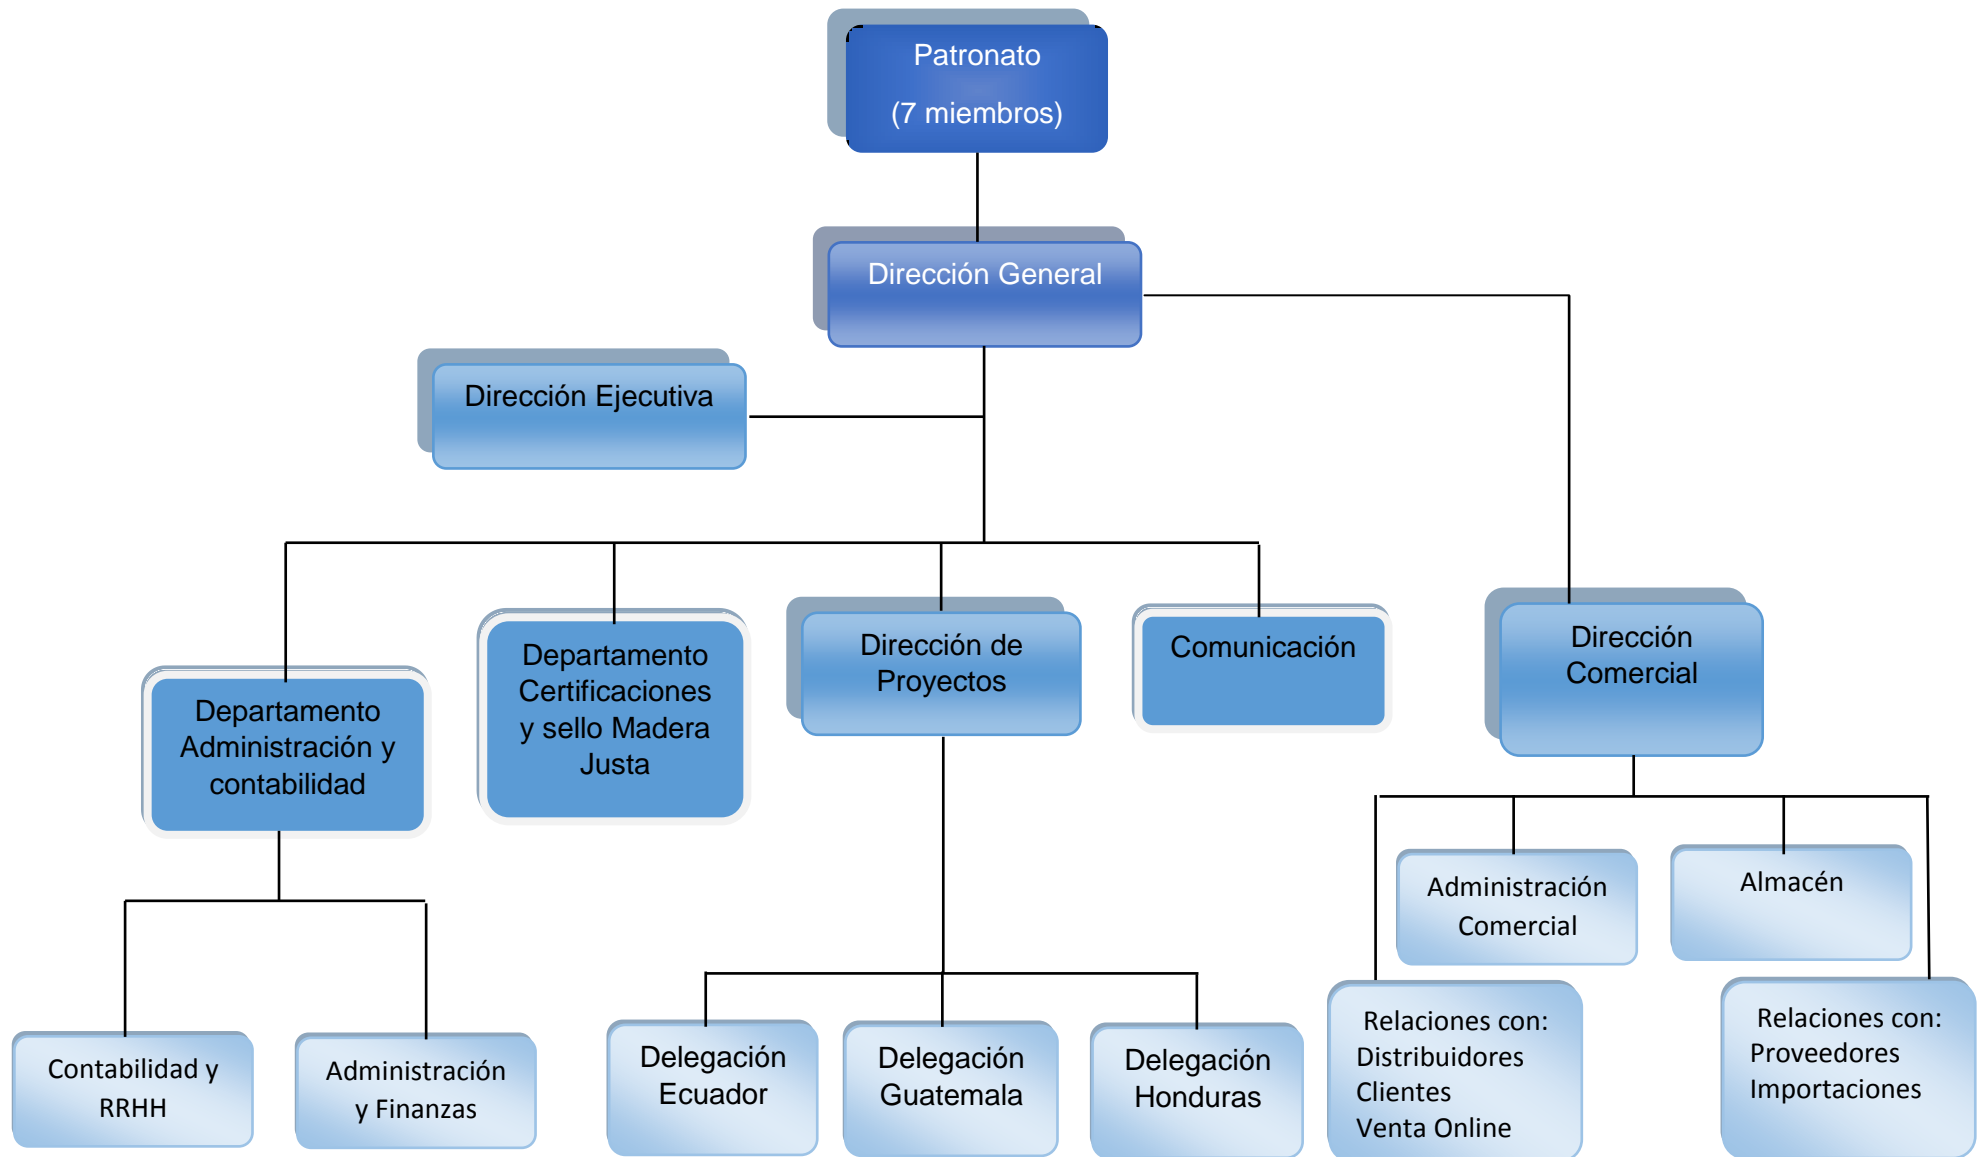 Patronato
(7 miembros)
Dirección General
Dirección Ejecutiva
Departamento
Administración y
contabilidad
Departamento
Certificaciones
y sello Madera
Justa
Dirección de
Proyectos
Comunicación
Dirección
Comercial
Administración
Comercial
Almacén
Contabilidad y
RRHH
Administración
y Finanzas
Delegación
Ecuador
Delegación
Guatemala
Delegación
Honduras
Relaciones con:
Distribuidores
Clientes
Venta Online
Relaciones con:
Proveedores
Importaciones